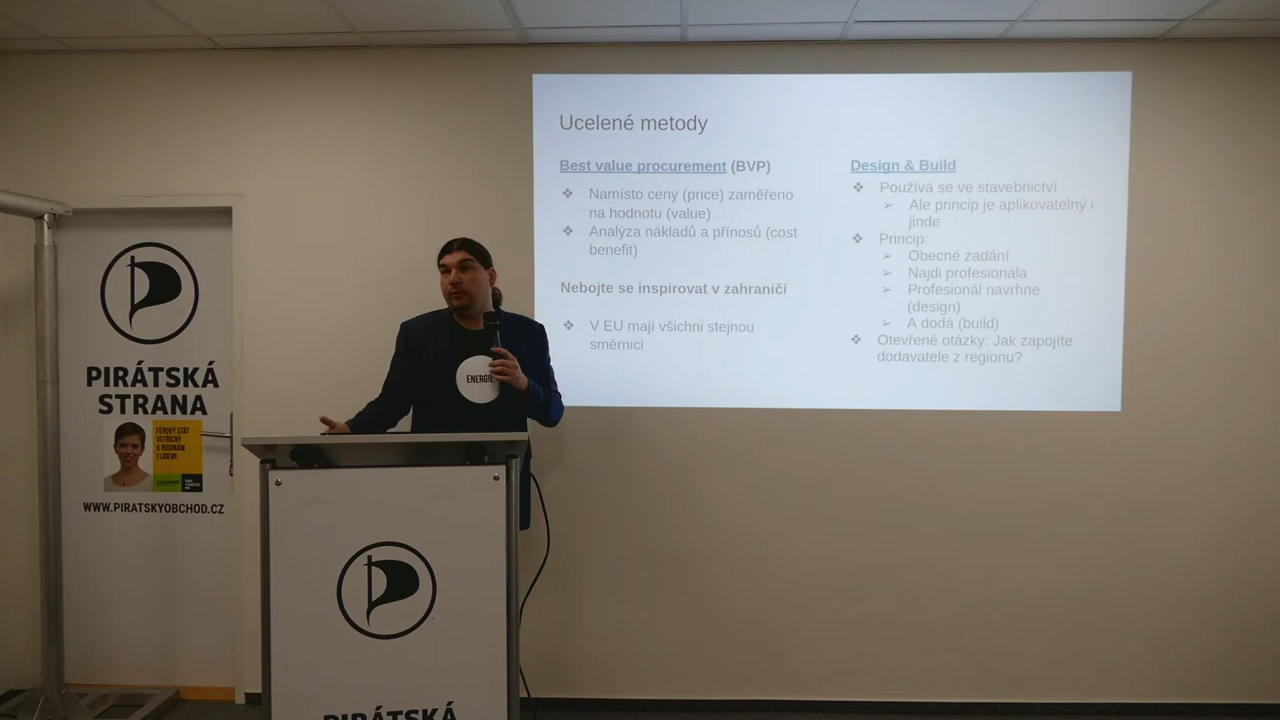 Ucelené metody
Best value procurement (BVP)
❖ Namísto ceny (price) zaměřeno
na hodnotu (value)
❖ Analýza nákladů a přínosů (cost
benefit)
Nebojte se inspirovat v zahraničí
❖ V EU mají všichni stejnou
směrnici
Design & Build
❖ Používá se ve stavebnictví
➢ Ale princip je aplikovatelný i
jinde
❖ Princip:
➢ Obecné zadání
➢ Najdi profesionála
➢ Profesionál navrhne
(design)
➢ A dodá (build)
❖ Otevřené otázky: Jak zapojíte
dodavatele z regionu?
PIRÁTSKÁ
STRANA
FÉROVÝ STÁT
VSTŘÍCNÝ
K RODINÁM
I LIDEM!
WWW.PIRATSKYOBCHOD.CZ
ENERGIE
PIRÁTSKÁ